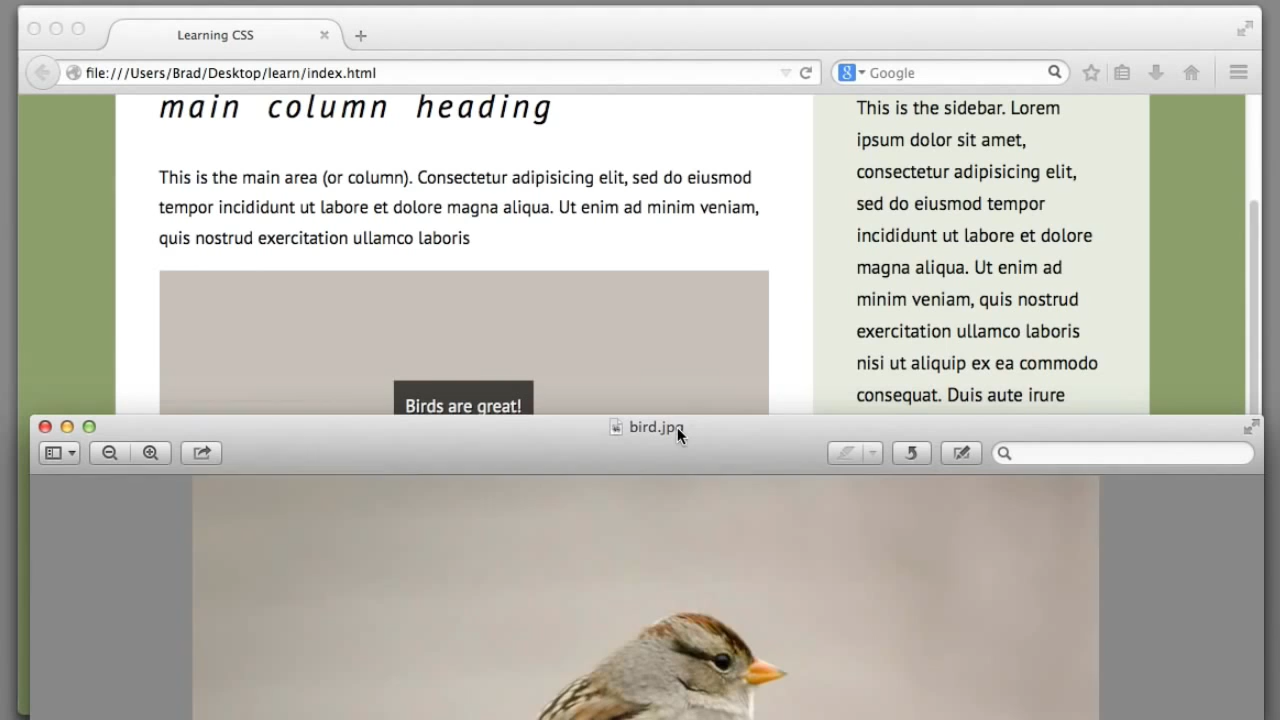 Learning CSS
file:///Users/Brad/Desktop/learn/index.html
Google
main column heading
This is the main area (or column). Consectetur adipisicing elit, sed do eiusmod
tempor incididunt ut labore et dolore magna aliqua. Ut enim ad minim veniam,
quis nostrud exercitation ullamco laboris
Birds are great!
This is the sidebar. Lorem
ipsum dolor sit amet,
consectetur adipisicing elit,
sed do eiusmod tempor
incididunt ut labore et dolore
magna aliqua. Ut enim ad
minim veniam, quis nostrud
exercitation ullamco laboris
nisi ut aliquip ex ea commodo
consequat. Duis aute irure
bird.jpg